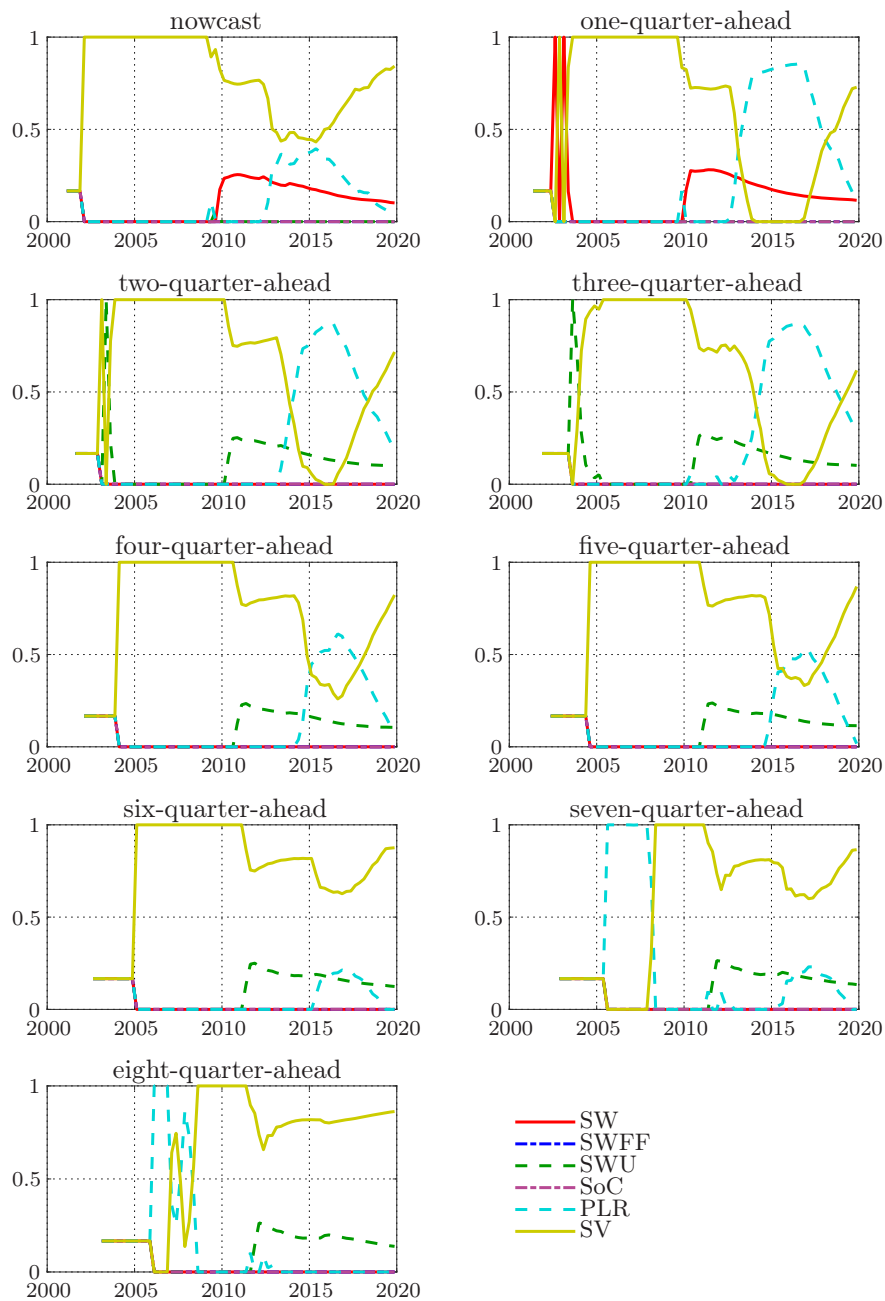 nowcast
one-quarter-ahead
1
0.5
0
2000 2005 2010 2015 2020
1
0.5
0
2000 2005 2010 2015 2020
two-quarter-ahead
three-quarter-ahead
1
0.5
0
2000 2005 2010 2015 2020
1
0.5
0
2000 2005 2010 2015 2020
four-quarter-ahead
five-quarter-ahead
1
0.5
0
2000 2005 2010 2015 2020
1
0.5
0
2000 2005 2010 2015 2020
six-quarter-ahead
seven-quarter-ahead
1
0.5
0
2000 2005 2010 2015 2020
1
0.5
0
2000 2005 2010 2015 2020
eight-quarter-ahead
1
0.5
0
2000 2005 2010 2015 2020
SW
SWFF
SWU
SoC
PLR
SV